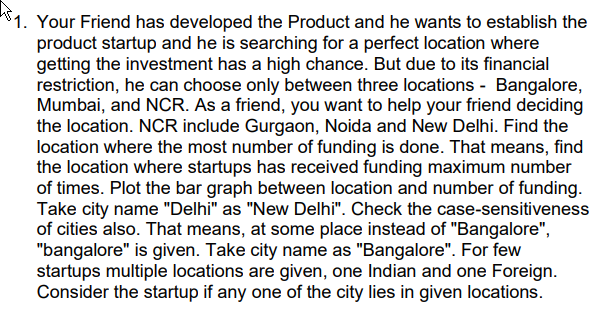 1. Your Friend has developed the Product and he wants to establish the
product startup and he is searching for a perfect location where
getting the investment has a high chance. But due to its financial
restriction, he can choose only between three locations - Bangalore,
Mumbai, and NCR. As a friend, you want to help your friend deciding
the location. NCR include Gurgaon, Noida and New Delhi. Find the
location where the most number of funding is done. That means, find
the location where startups has received funding maximum number
of times. Plot the bar graph between location and number of funding.
Take city name "Delhi" as "New Delhi". Check the case-sensitiveness
of cities also. That means, at some place instead of "Bangalore",
"bangalore" is given. Take city name as "Bangalore". For few
startups multiple locations are given, one Indian and one Foreign.
Consider the startup if any one of the city lies in given locations.